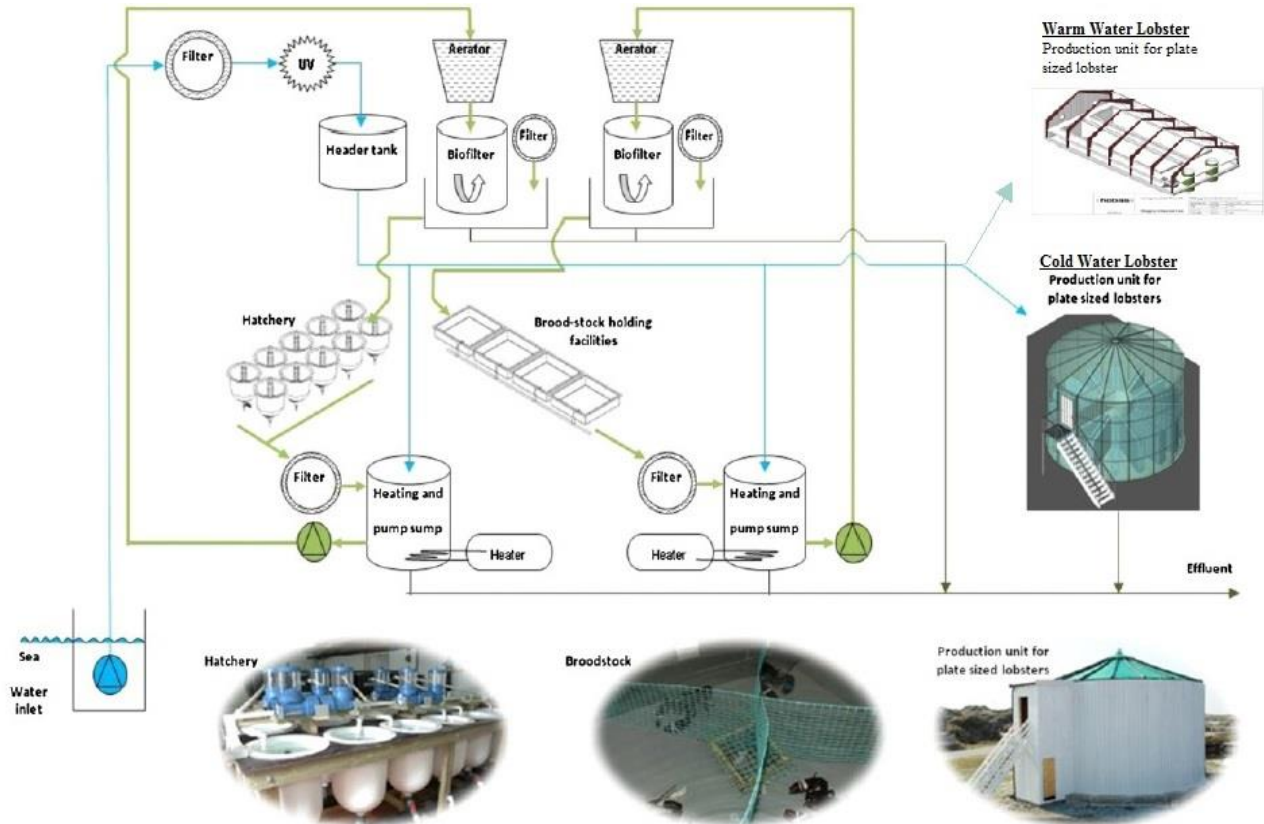 Warm Water Lobster
Production unit for plate
sized lobster
Filter
UV
Aerator
Aerator
Header tank
Biofilter
Filter
Biofilter
Filter
Cold Water Lobster
Production unit for
plate sized lobsters
Hatchery
Brood-stock holding
facilities
Filter
Heating and
pump sump
Heater
Filter
Heating and
pump sump
Heater
Effluent
Sea
Water
inlet
Hatchery
Broodstock
Production unit for
plate sized lobsters